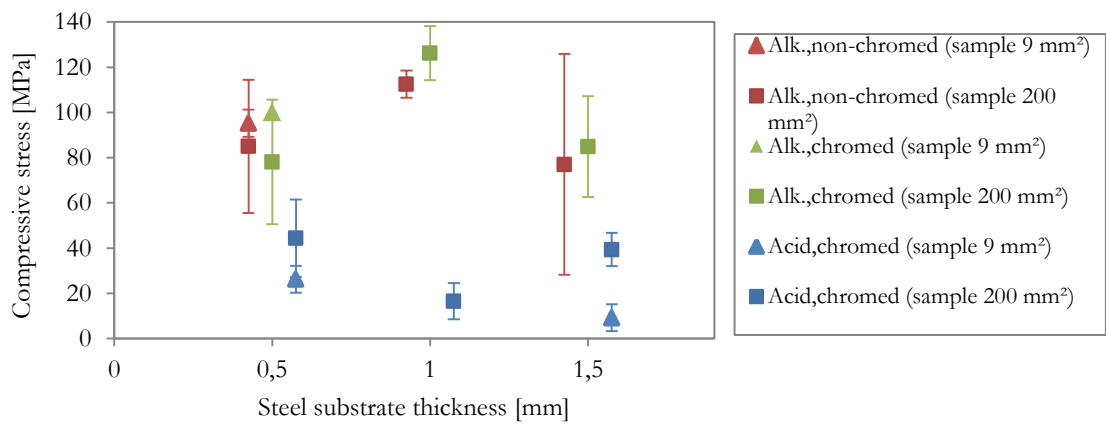 140
120
100
80
60
40
20
0
Compressive stress [MPa]
0
0,5
1
1,5
Steel substrate thickness [mm]
Alk.,non-chromed (sample 9 mm²)
Alk.,non-chromed (sample 200
mm²)
Alk.,chromed (sample 9 mm²)
Alk.,chromed (sample 200 mm²)
Acid,chromed (sample 9 mm²)
Acid,chromed (sample 200 mm²)